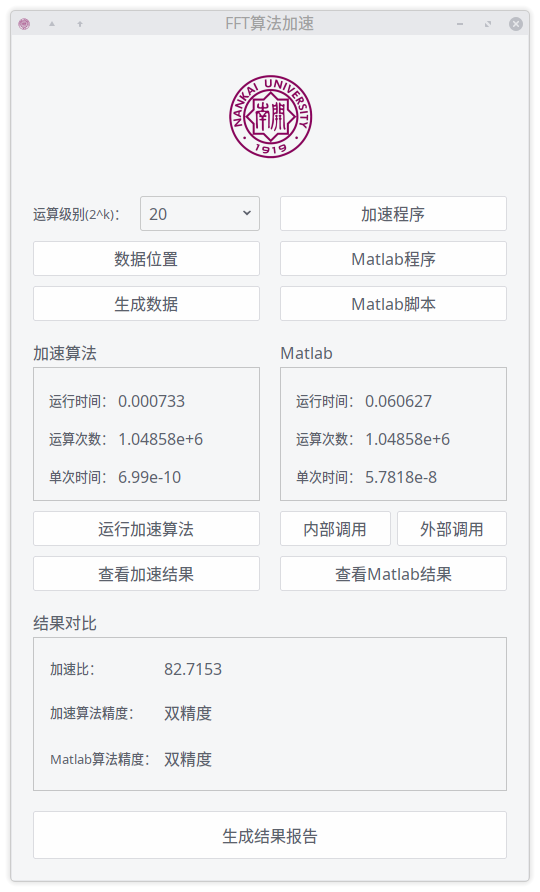 FFT算法加速
NANKAI UNIVERSITY
南開
1919
运算级别(2^k)：
20
加速程序
数据位置
Matlab程序
生成数据
Matlab脚本
加速算法
Matlab
运行时间： 0.000733
运行时间： 0.060627
运算次数： 1.04858e+6
运算次数： 1.04858e+6
单次时间： 6.99e-10
单次时间： 5.7818e-8
运行加速算法
内部调用
外部调用
查看加速结果
查看Matlab结果
结果对比
加速比： 82.7153
加速算法精度： 双精度
Matlab算法精度： 双精度
生成结果报告